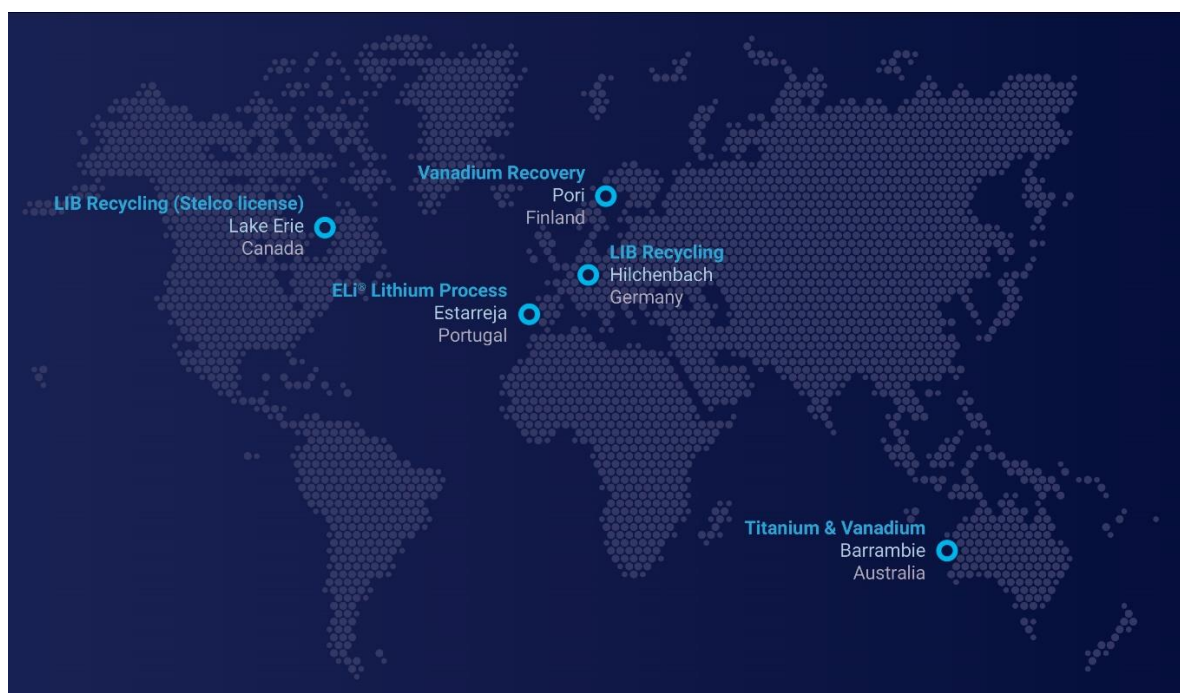 Vanadium Recovery
Pori
Finland
LIB Recycling (Stelco license)
Lake Erie
Canada
LIB Recycling
Hilchenbach
Germany
ELi® Lithium Process
Estarreja
Portugal
Titanium & Vanadium
Barrambie
Australia